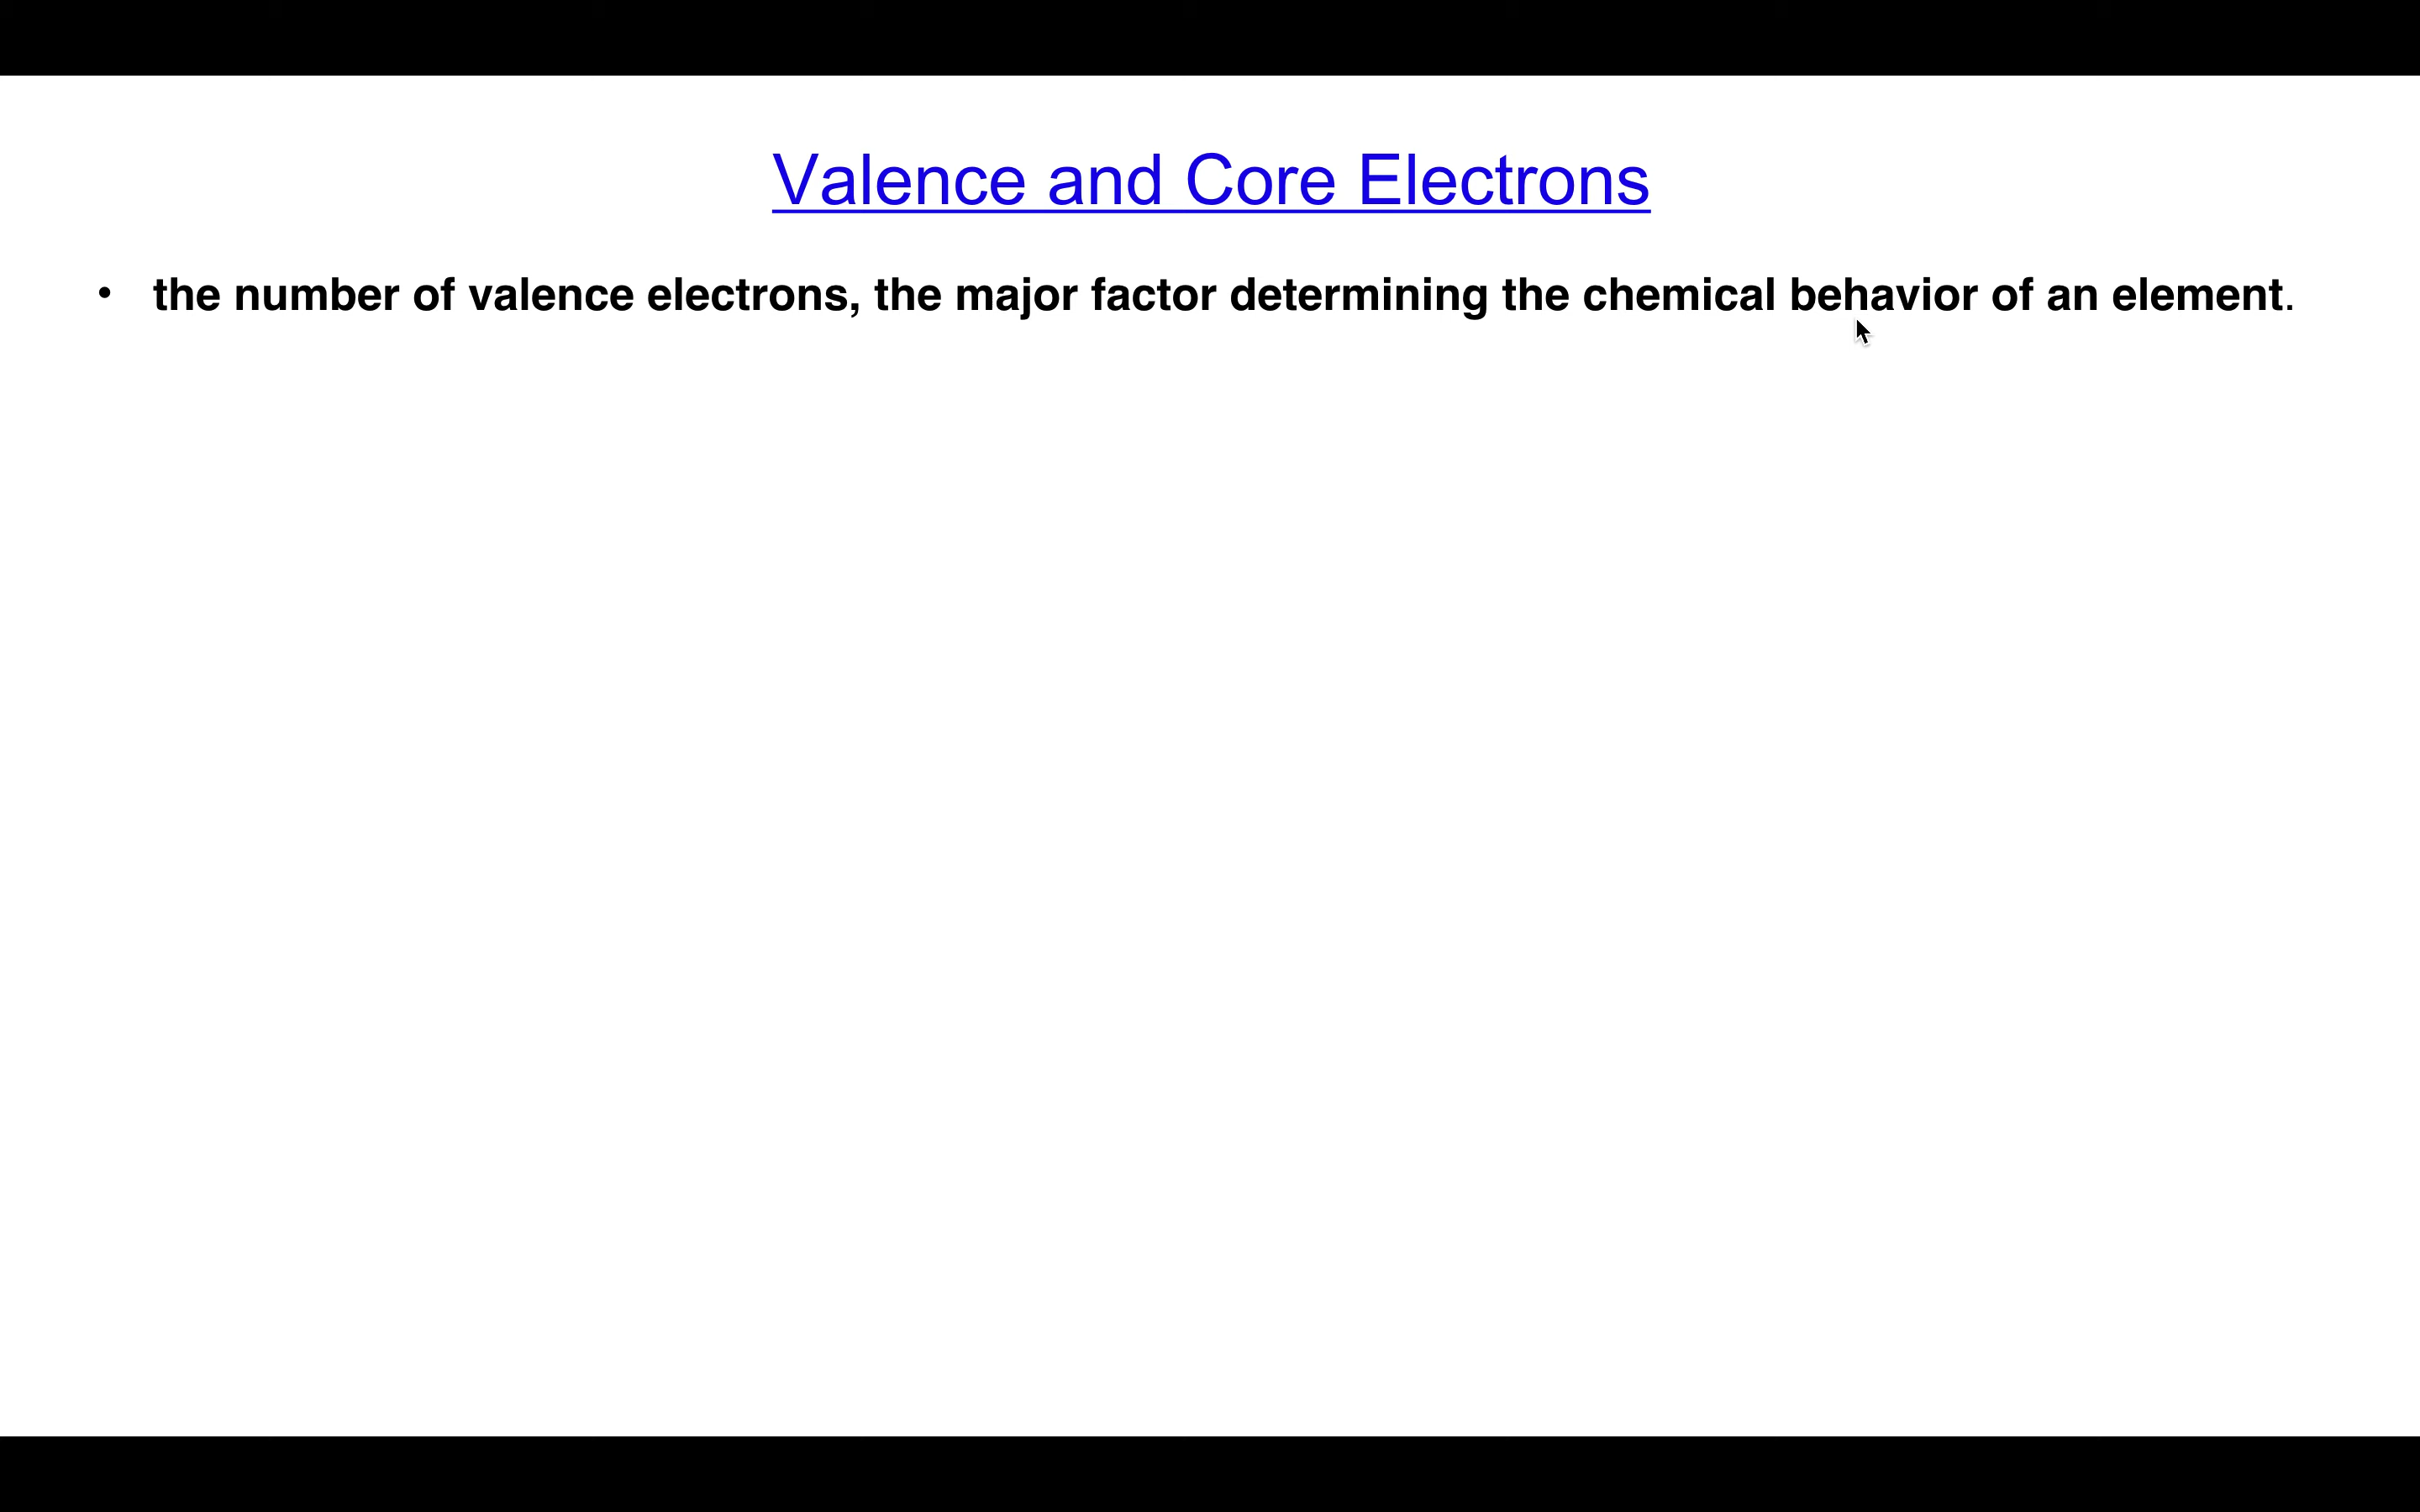 Valence and Core Electrons
• the number of valence electrons, the major factor determining the chemical behavior of an element.